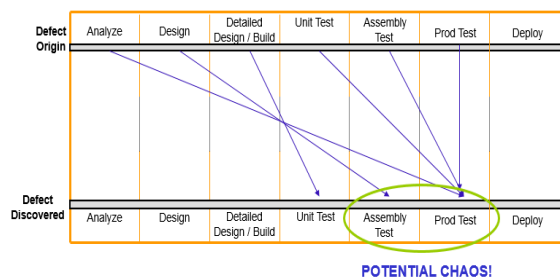 Defect
Origin
Analyze
Design
Detailed
Design / Build
Unit Test
Assembly
Test
Prod Test
Deploy
Defect
Discovered
Analyze
Design
Detailed
Design / Build
Unit Test
Assembly
Test
Prod Test
Deploy
POTENTIAL CHAOS!